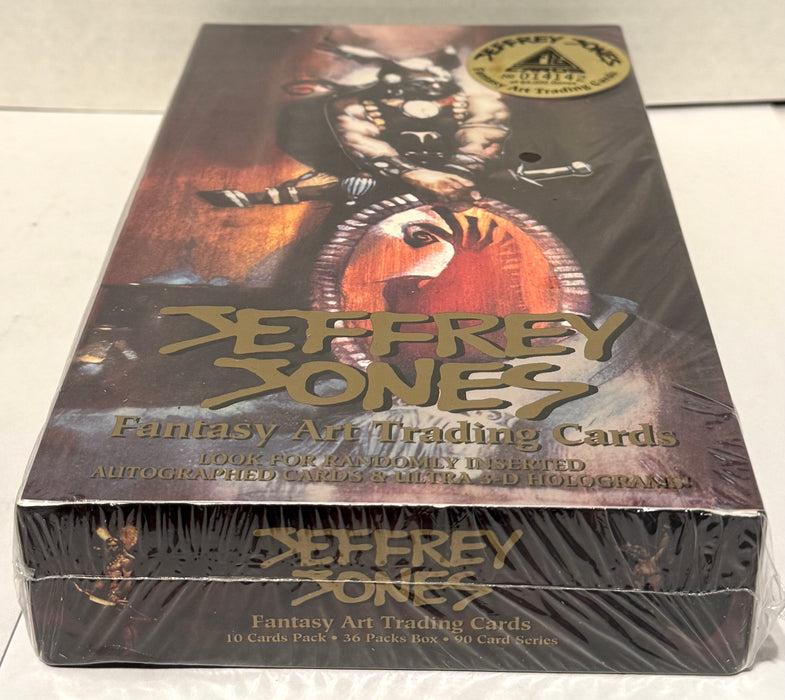 JEFFREY JONES
No 014142
Fantasy Art Trading Cards
JEFFREY
JONES
Fantasy Art Trading Cards
LOOK FOR RANDOMLY INSERTED
AUTOGRAPHED CARDS & ULTRA 3-D HOLOGRAM!
JEFFREY
JONES
Fantasy Art Trading Cards
10 Cards Pack • 36 Packs Box • 90 Card Series